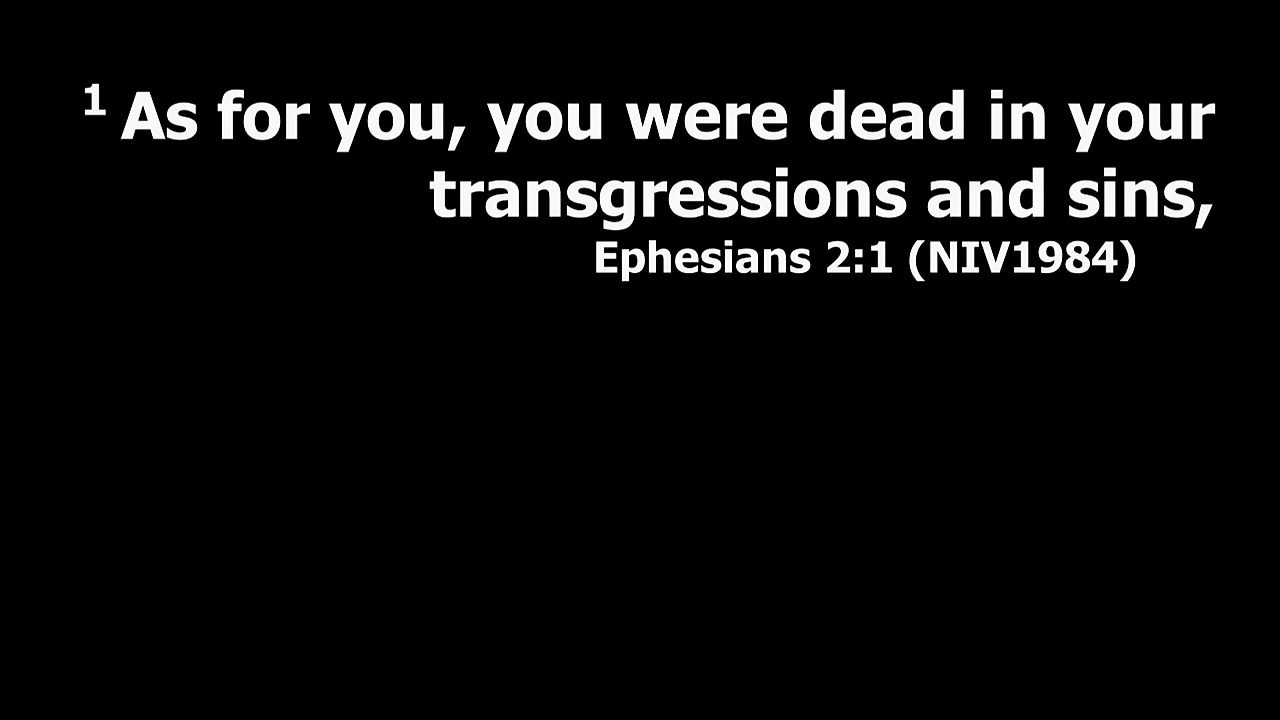 1 As for you, you were dead in your
transgressions and sins,
Ephesians 2:1 (NIV1984)